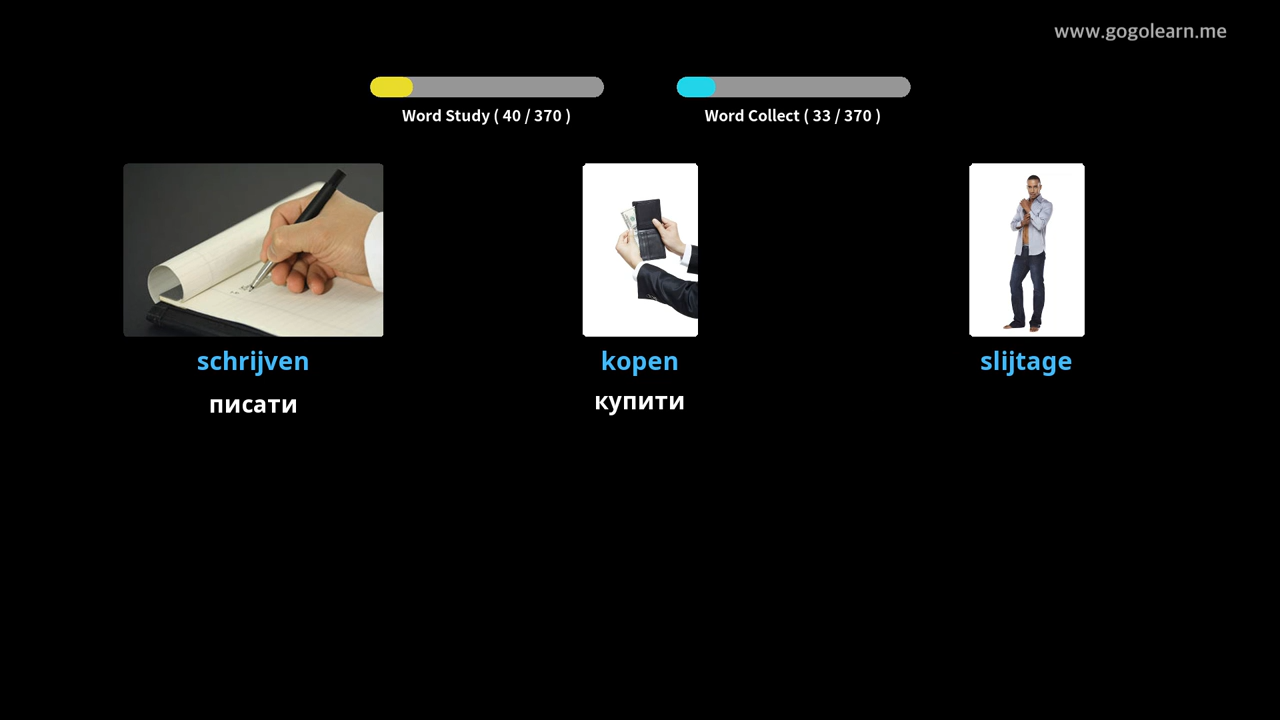 www.gogolearn.me
Word Study ( 40 / 370 )
Word Collect ( 33 / 370 )
schrijven
писати
kopen
купити
slijtage